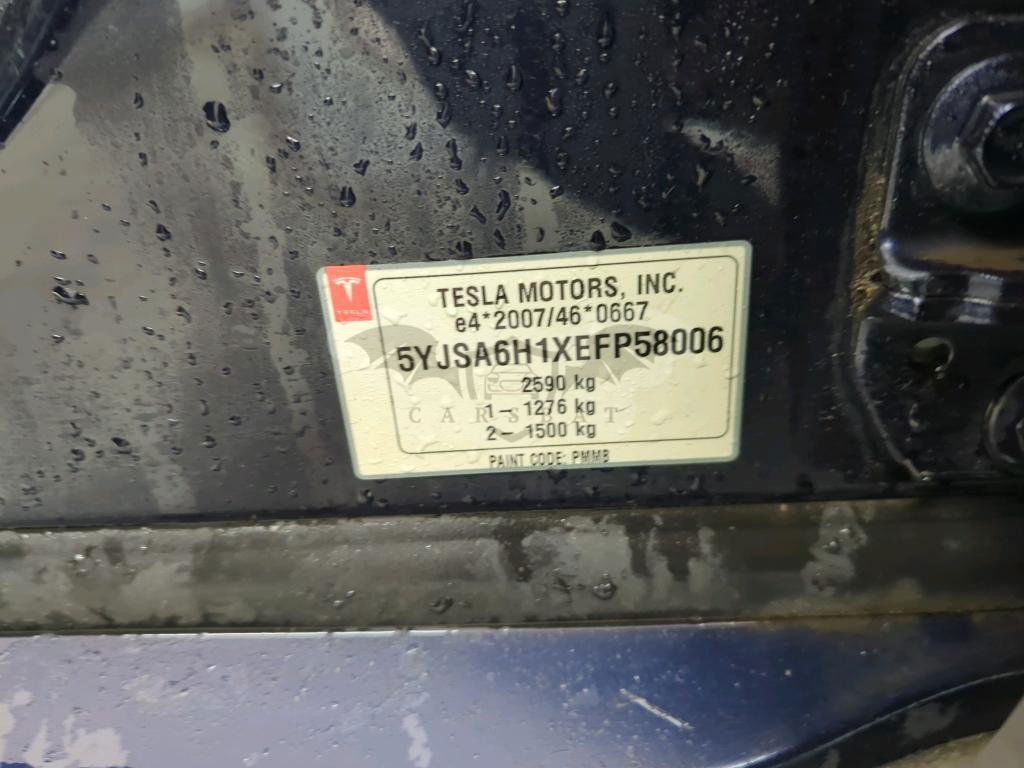 TESLA
TESLA MOTORS, INC.
e4*2007/46*0667
5YJSA6H1XEFP58006
2590 kg
1- 1276 kg
2- 1500 kg
PAINT CODE: PMMB